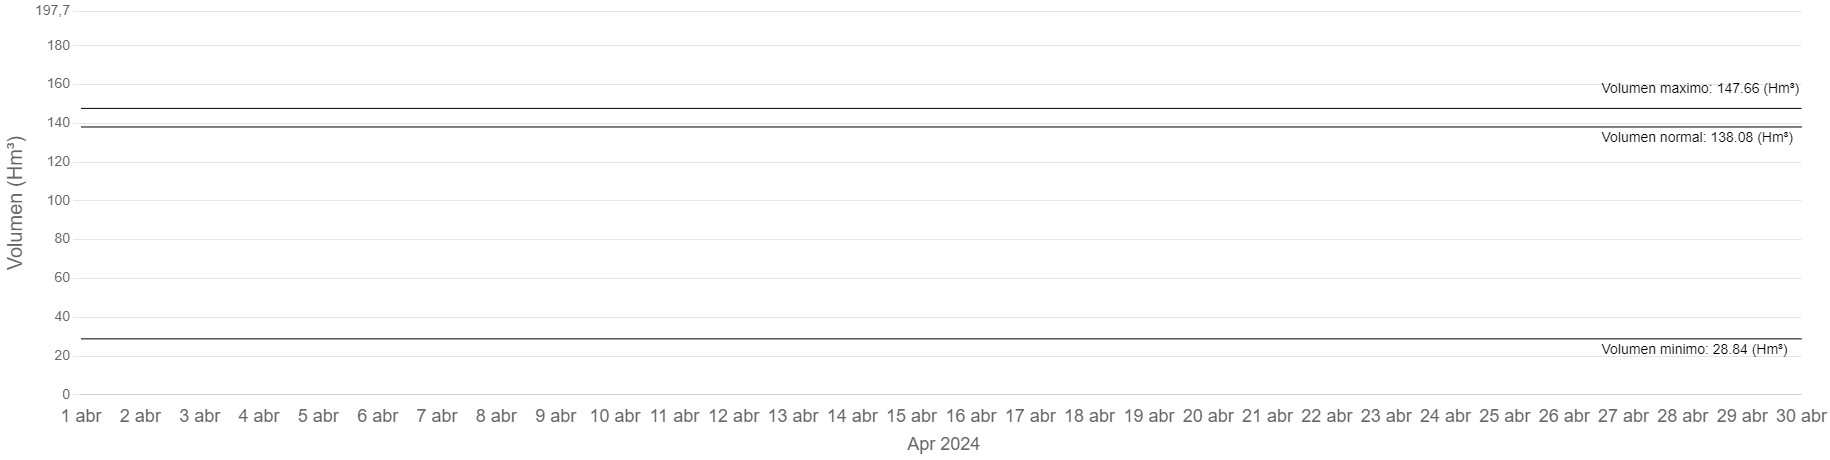 197,7
180
160
Volumen maximo: 147.66 (Hm³)
140
Volumen normal: 138.08 (Hm³)
120
100
80
60
40
20
Volumen minimo: 28.84 (Hm³)
0
Volumen (Hm³)
1 abr 2 abr 3 abr 4 abr 5 abr 6 abr 7 abr 8 abr 9 abr 10 abr 11 abr 12 abr 13 abr 14 abr 15 abr 16 abr 17 abr 18 abr 19 abr 20 abr 21 abr 22 abr 23 abr 24 abr 25 abr 26 abr 27 abr 28 abr 29 abr 30 abr
Apr 2024